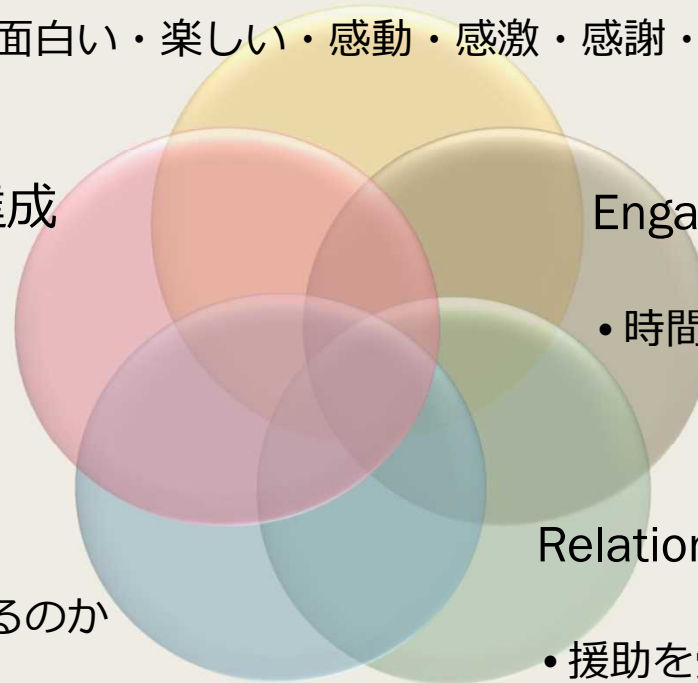 面白い・楽しい・感動・感激・感謝・
成
Enga
• 時間
Relation
るのか
• 援助を